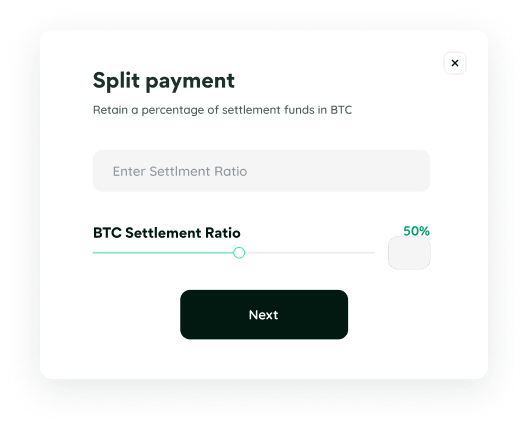 Split payment
Retain a percentage of settlement funds in BTC
Enter Settlment Ratio
BTC Settlement Ratio
50%
Next